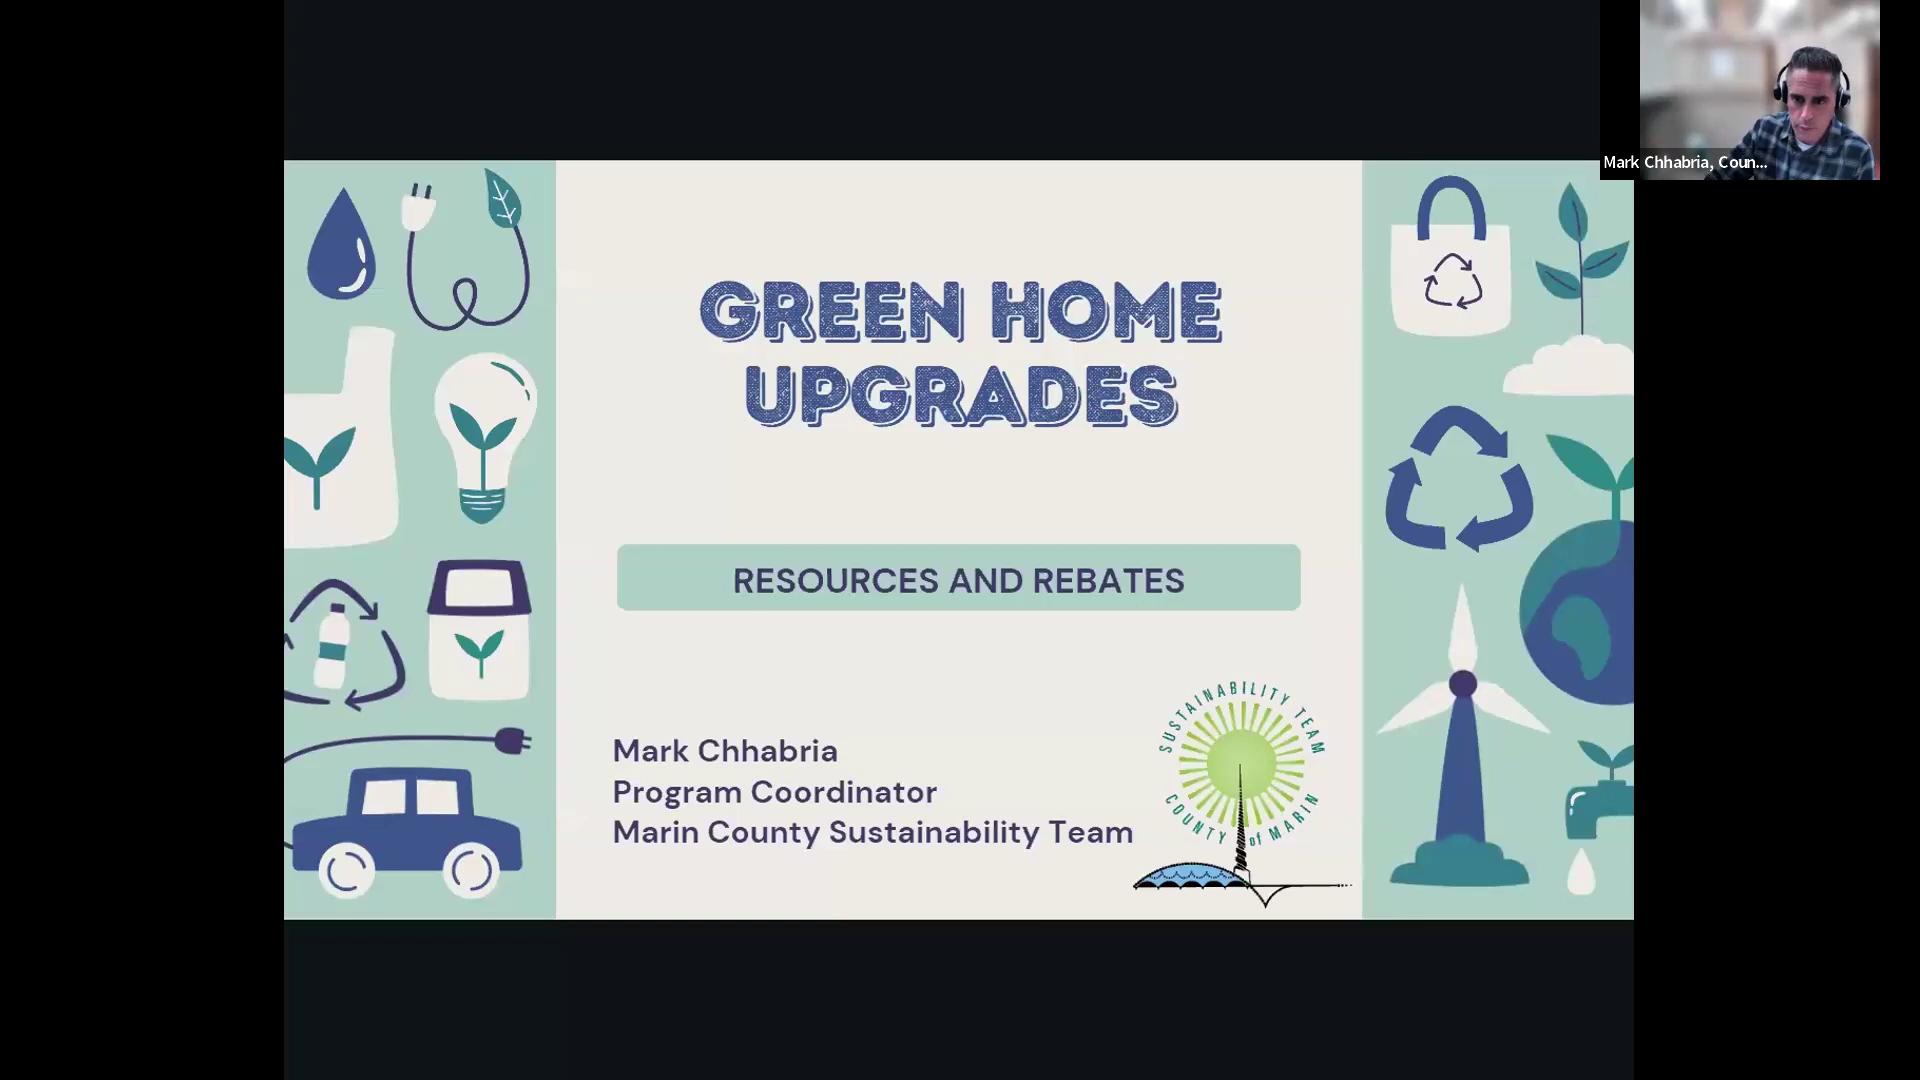 Mark Chhabria, Coun...
GREEN HOME
UPGRADES
RESOURCES AND REBATES
Mark Chhabria
Program Coordinator
Marin County Sustainability Team
SUSTAINABILITY TEAM
COUNTY of MARIN